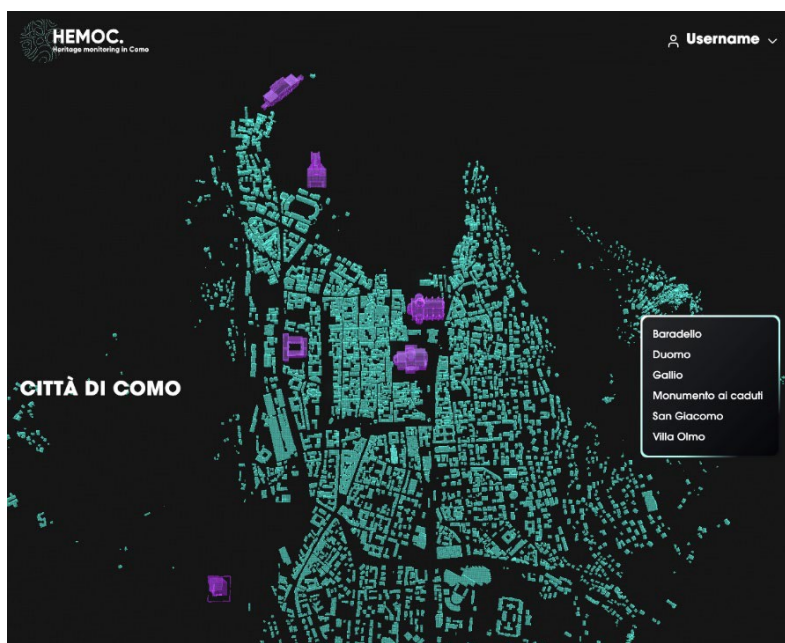 HEMOC.
Heritage monitoring in Como
Username
CITTÀ DI COMO
Baradello
Duomo
Gallio
Monumento ai caduti
San Giacomo
Villa Olmo